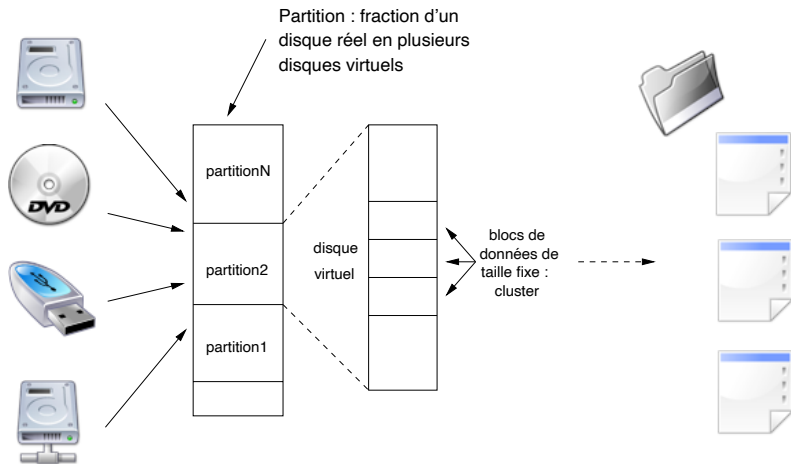 Partition : fraction d'un
disque réel en plusieurs
disques virtuels
partitionN
DVD
disque
virtuel
partition2
blocs de
données de
taille fixe :
cluster
partition1